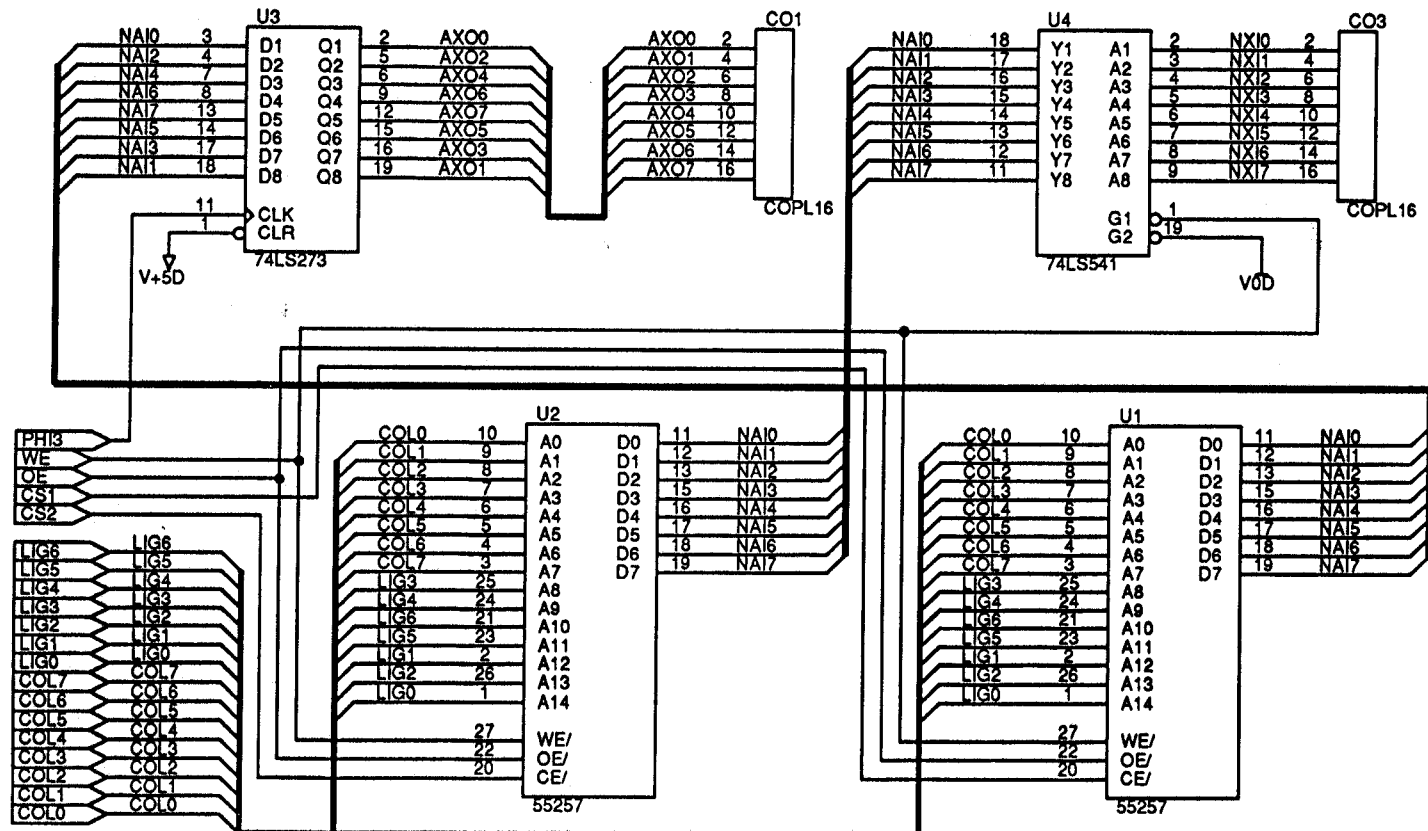 U3
NAI0 3 D1 Q1 2 AXO0
NAI2 4 D2 Q2 5 AXO2
NAI4 7 D3 Q3 6 AXO4
NAI6 8 D4 Q4 9 AXO6
NAI7 13 D5 Q5 12 AXO7
NAI5 14 D6 Q6 15 AXO5
NAI3 17 D7 Q7 16 AXO3
NAI1 18 D8 Q8 19 AXO1
11 CLK
1 CLR
74LS273
V+5D
CO1
AXO0 2
AXO1 4
AXO2 6
AXO3 8
AXO4 10
AXO5 12
AXO6 14
AXO7 16
COPL16
U4
NAI0 18 Y1 A1 2 NXI0
NAI1 17 Y2 A2 3 NXI1
NAI2 16 Y3 A3 4 NXI2
NAI3 15 Y4 A4 5 NXI3
NAI4 14 Y5 A5 6 NXI4
NAI5 13 Y6 A6 7 NXI5
NAI6 12 Y7 A7 8 NXI6
NAI7 11 Y8 A8 9 NXI7
G1 1
G2 19
74LS541
V0D
CO3
2
4
6
8
10
12
14
16
COPL16
PHI3
WE
OE
CS1
CS2
LIG6 LIG6
LIG5 LIG5
LIG4 LIG4
LIG3 LIG3
LIG2 LIG2
LIG1 LIG1
LIG0 LIG0
COL7 COL7
COL6 COL6
COL5 COL5
COL4 COL4
COL3 COL3
COL2 COL2
COL1 COL1
COL0 COL0
U2
COL0 10 A0 D0 11 NAI0
COL1 9 A1 D1 12 NAI1
COL2 8 A2 D2 13 NAI2
COL3 7 A3 D3 15 NAI3
COL4 6 A4 D4 16 NAI4
COL5 5 A5 D5 17 NAI5
COL6 4 A6 D6 18 NAI6
COL7 3 A7 D7 19 NAI7
LIG3 25 A8
LIG4 24 A9
LIG6 21 A10
LIG5 23 A11
LIG1 2 A12
LIG2 26 A13
LIG0 1 A14
27 WE/
22 OE/
20 CE/
55257
U1
COL0 10 A0 D0 11 NAI0
COL1 9 A1 D1 12 NAI1
COL2 8 A2 D2 13 NAI2
COL3 7 A3 D3 15 NAI3
COL4 6 A4 D4 16 NAI4
COL5 5 A5 D5 17 NAI5
COL6 4 A6 D6 18 NAI6
COL7 3 A7 D7 19 NAI7
LIG3 25 A8
LIG4 24 A9
LIG6 21 A10
LIG5 23 A11
LIG1 2 A12
LIG2 26 A13
LIG0 1 A14
27 WE/
22 OE/
20 CE/
55257